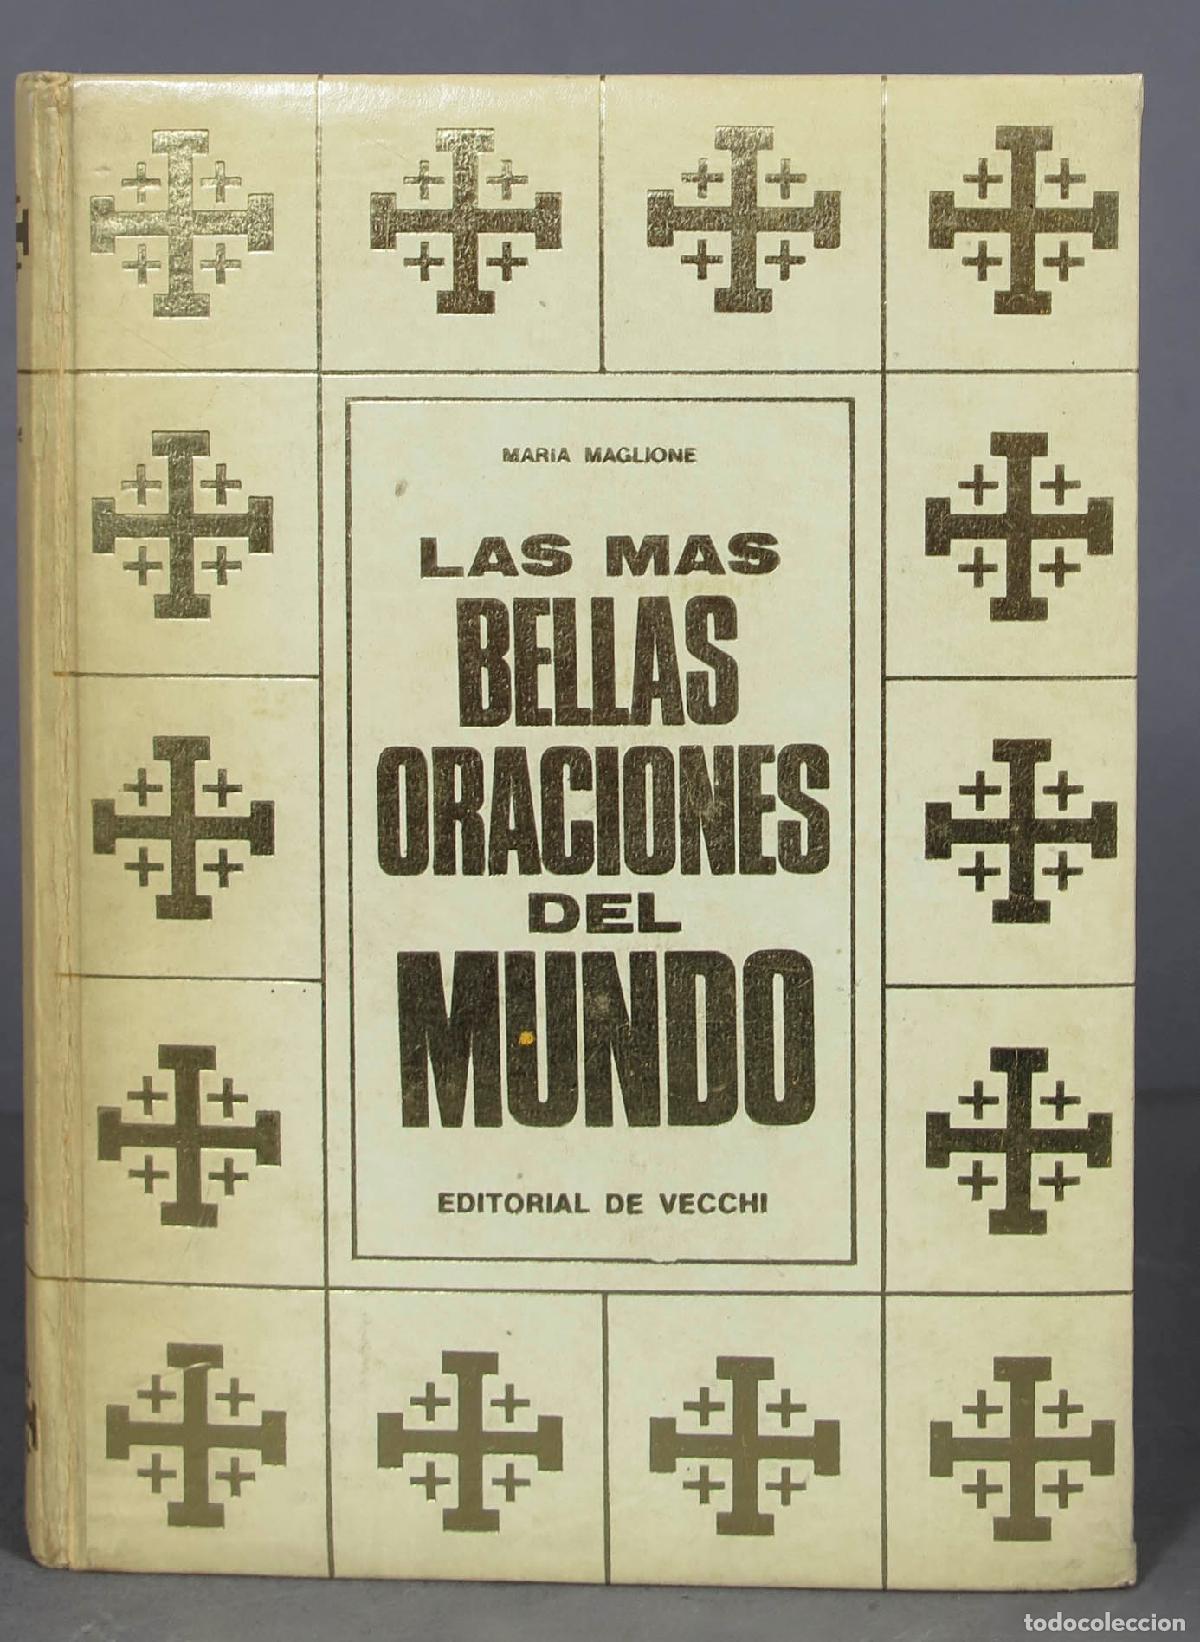 MARIA MAGLIONE
LAS MAS
BELLAS
ORACIONES
DEL
MUNDO
EDITORIAL DE VECCHI
todocoleccion